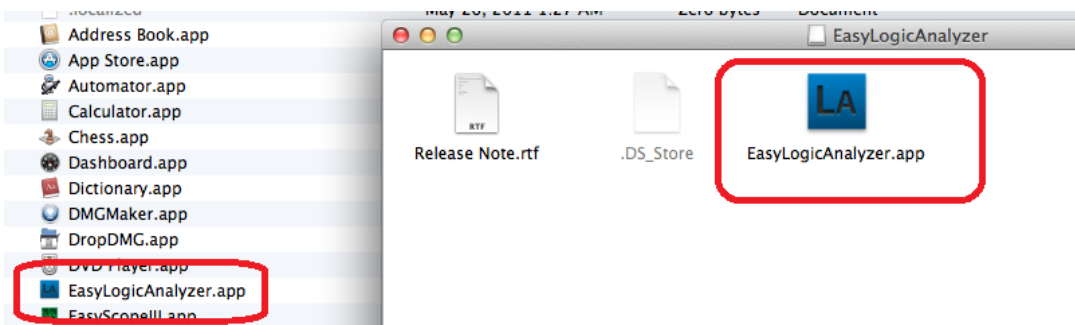 .localized May 20, 2011 1:27 AM Zero bytes Document
Address Book.app
App Store.app
Automator.app
Calculator.app
Chess.app
Dashboard.app
Dictionary.app
DMGMaker.app
DropDMG.app
DVD Player.app
EasyLogicAnalyzer.app
EasyScopeIII.app
EasyLogicAnalyzer
RTF
LA
Release Note.rtf .DS_Store EasyLogicAnalyzer.app